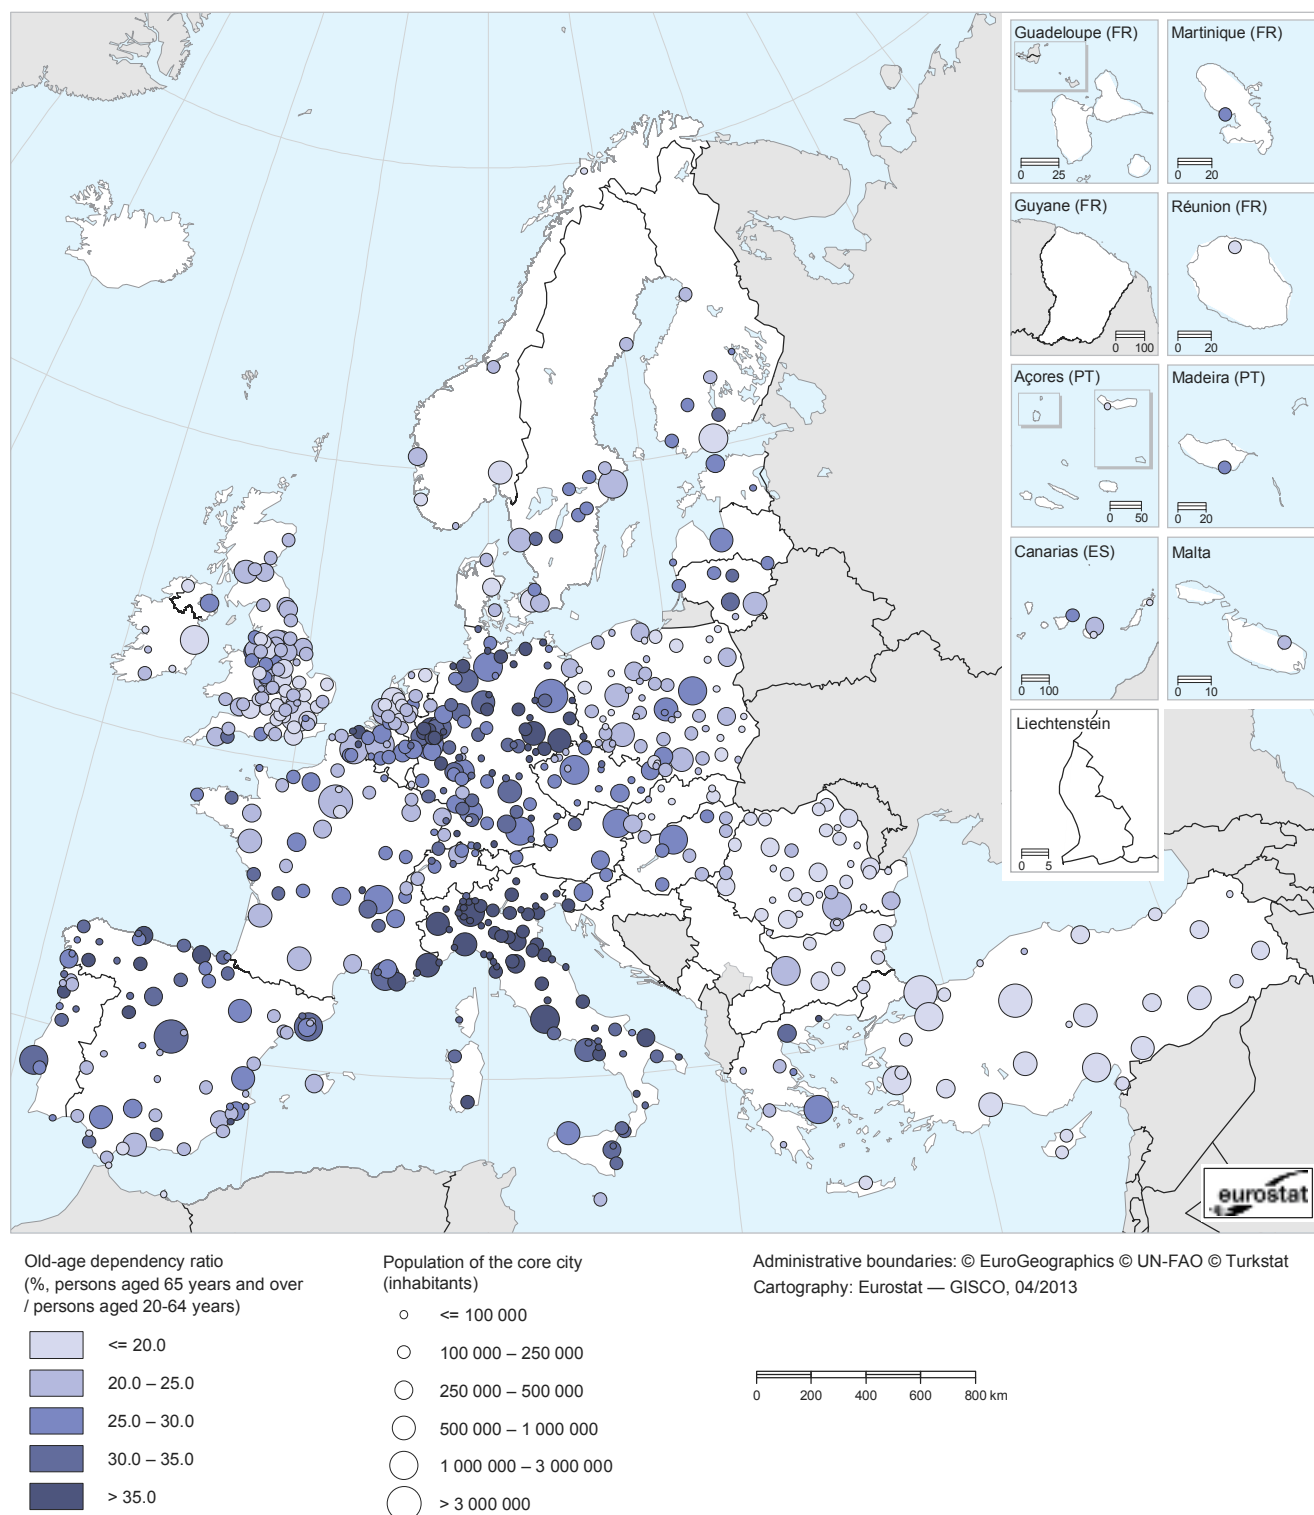 Guadeloupe (FR)
0 25
Martinique (FR)
0 20
Guyane (FR)
0 100
Réunion (FR)
0 20
Açores (PT)
0 50
Madeira (PT)
0 20
Canarias (ES)
0 100
Malta
0 10
Liechtenstein
0 5
eurostat
Old-age dependency ratio
(%, persons aged 65 years and over
/ persons aged 20-64 years)
<= 20.0
20.0 – 25.0
25.0 – 30.0
30.0 – 35.0
> 35.0
Population of the core city
(inhabitants)
<= 100 000
100 000 – 250 000
250 000 – 500 000
500 000 – 1 000 000
1 000 000 – 3 000 000
> 3 000 000
Administrative boundaries: © EuroGeographics © UN-FAO © Turkstat
Cartography: Eurostat — GISCO, 04/2013
0 200 400 600 800 km